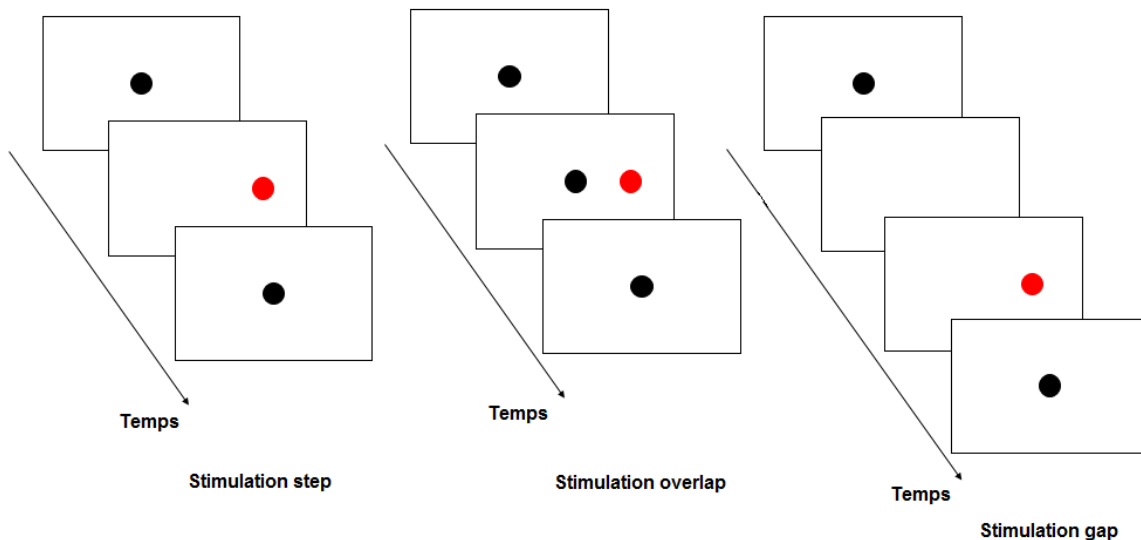 Temps
Stimulation step
Temps
Stimulation overlap
Temps
Stimulation gap